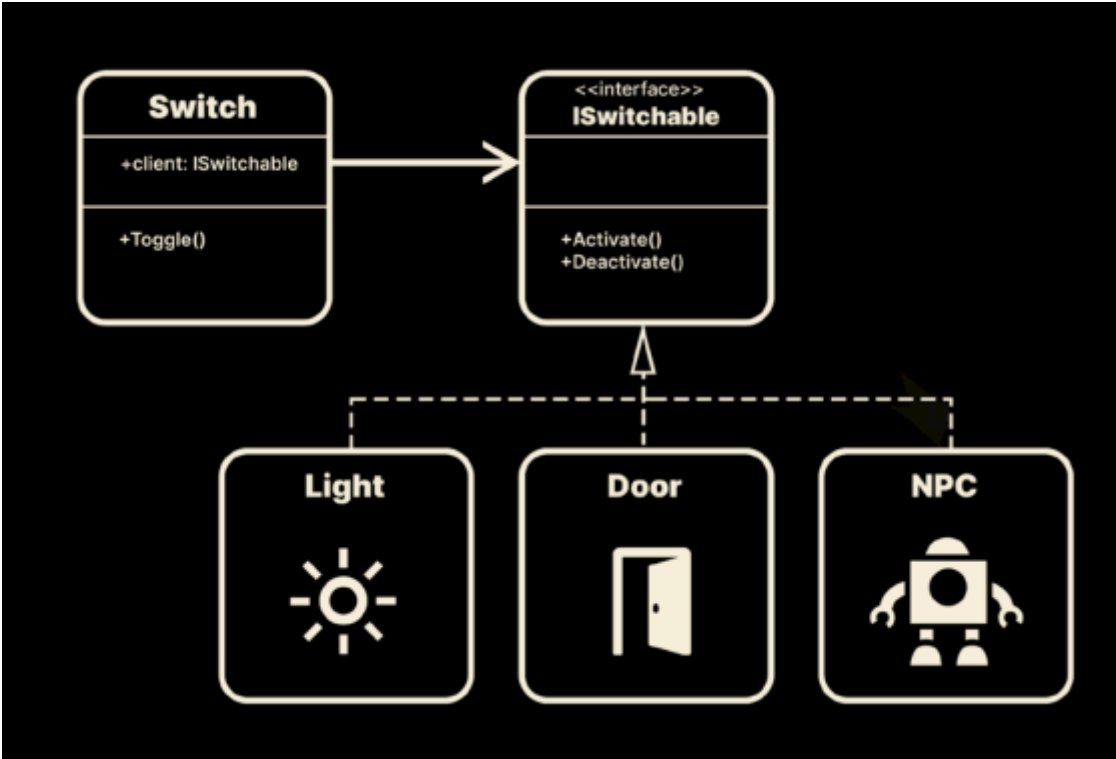 Switch
+client: ISwitchable
+Toggle()
<<interface>>
ISwitchable
+Activate()
+Deactivate()
Light
Door
NPC